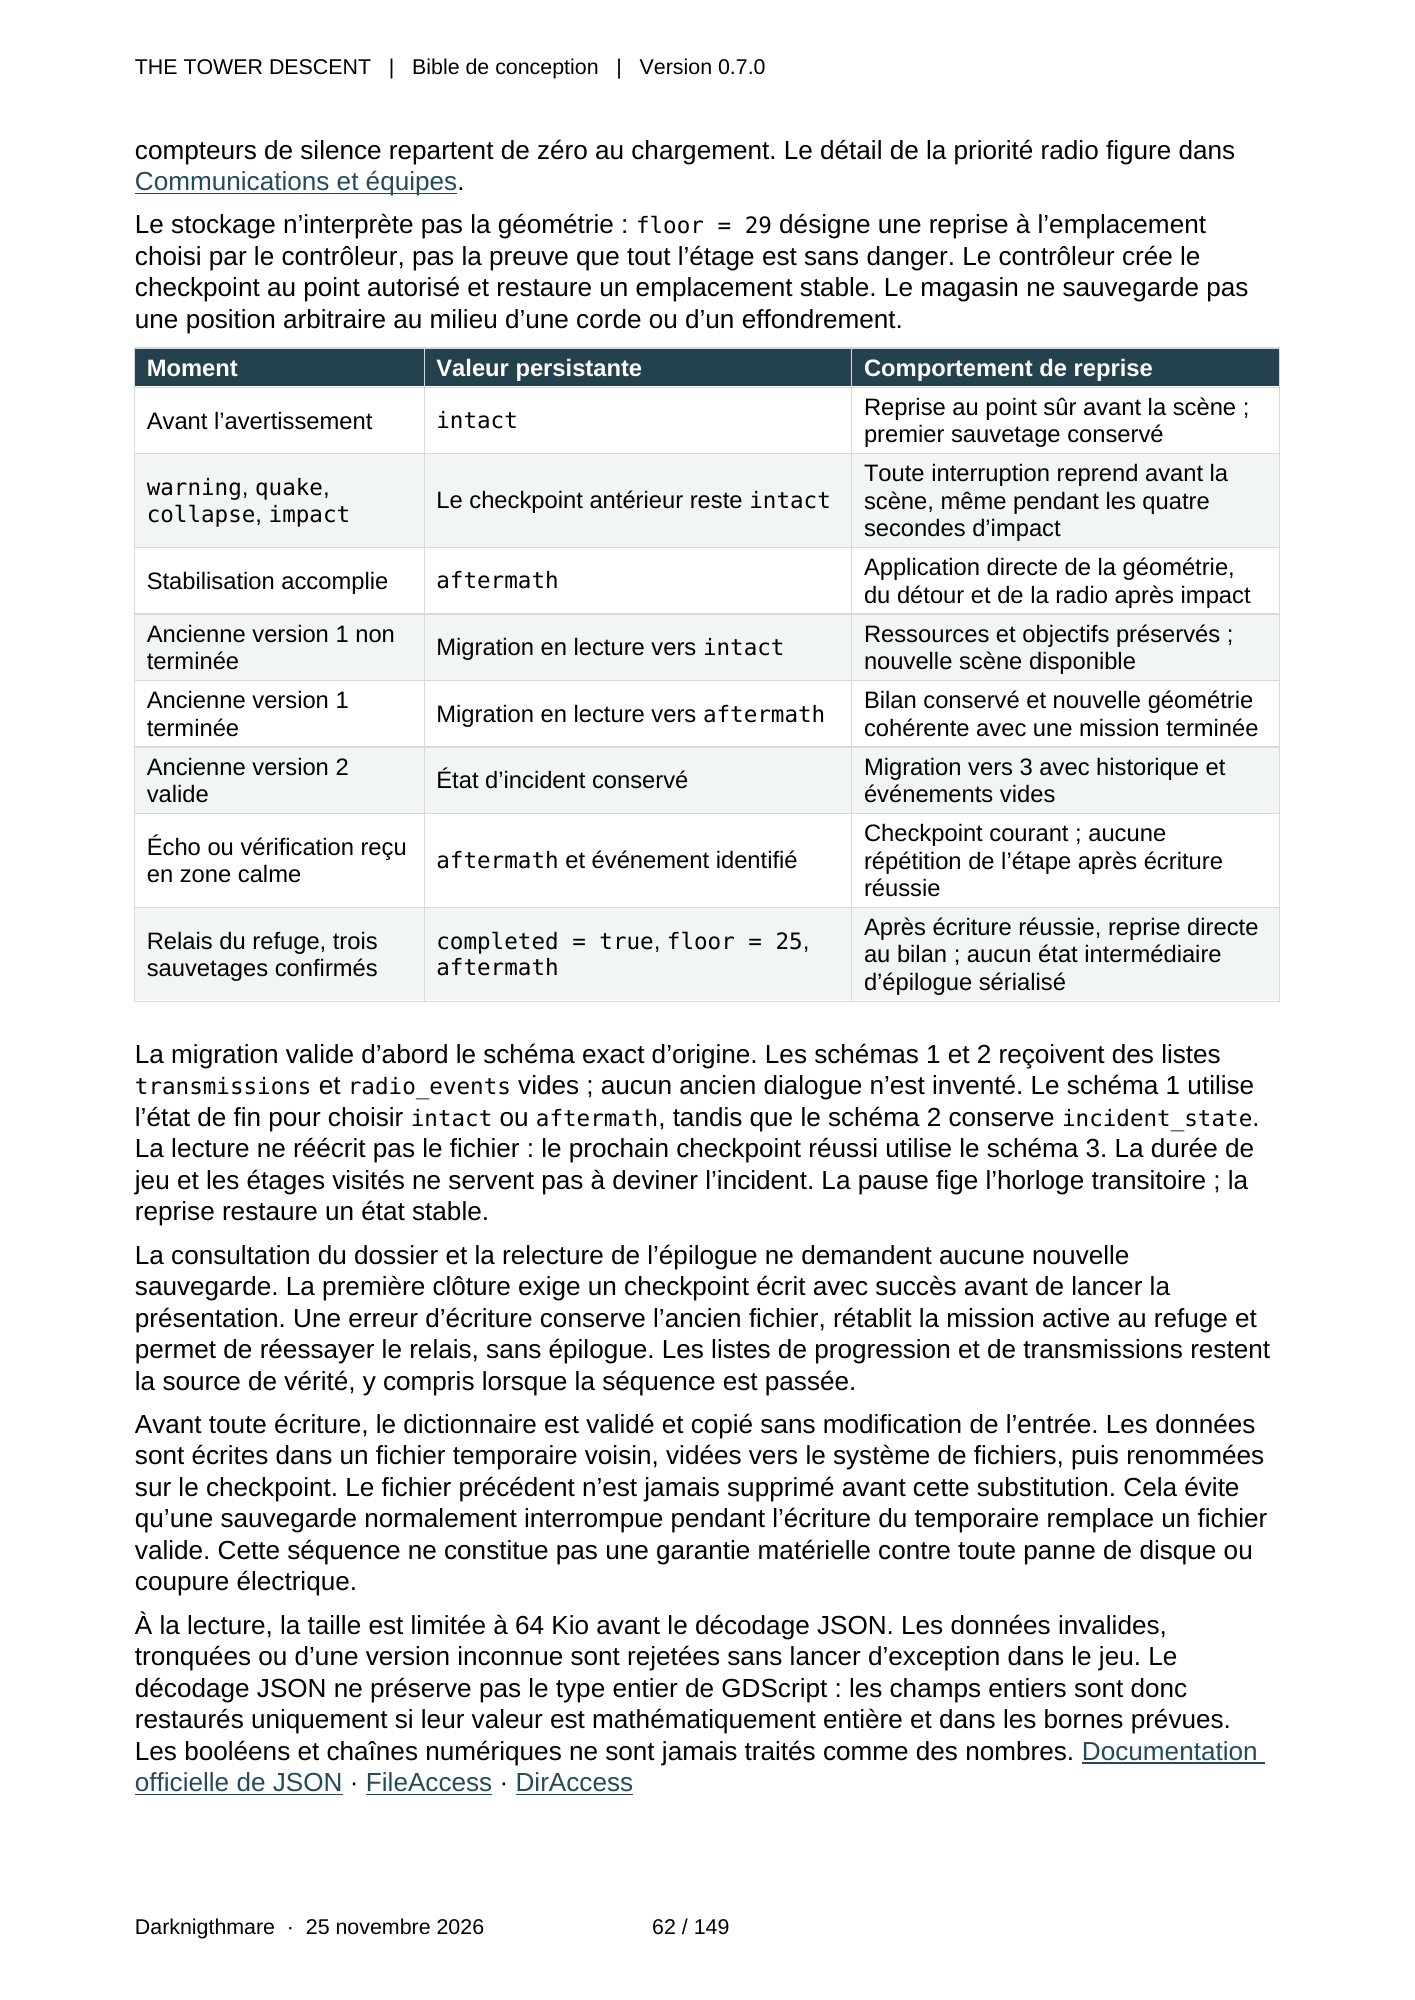 THE TOWER DESCENT | Bible de conception | Version 0.7.0
compteurs de silence repartent de zéro au chargement. Le détail de la priorité radio figure dans
Communications et équipes.
Le stockage n’interprète pas la géométrie : floor = 29 désigne une reprise à l’emplacement
choisi par le contrôleur, pas la preuve que tout l’étage est sans danger. Le contrôleur crée le
checkpoint au point autorisé et restaure un emplacement stable. Le magasin ne sauvegarde pas
une position arbitraire au milieu d’une corde ou d’un effondrement.
Moment Valeur persistante Comportement de reprise
Avant l’avertissement intact Reprise au point sûr avant la scène ;
premier sauvetage conservé
warning, quake,
collapse, impact
Le checkpoint antérieur reste intact
Toute interruption reprend avant la
scène, même pendant les quatre
secondes d’impact
Stabilisation accomplie aftermath Application directe de la géométrie,
du détour et de la radio après impact
Ancienne version 1 non
terminée
Migration en lecture vers intact
Ressources et objectifs préservés ;
nouvelle scène disponible
Ancienne version 1
terminée
Migration en lecture vers aftermath
Bilan conservé et nouvelle géométrie
cohérente avec une mission terminée
Ancienne version 2
valide
État d’incident conservé
Migration vers 3 avec historique et
événements vides
Écho ou vérification reçu
en zone calme
aftermath et événement identifié
Checkpoint courant ; aucune
répétition de l’étape après écriture
réussie
Relais du refuge, trois
sauvetages confirmés
completed = true, floor = 25,
aftermath
Après écriture réussie, reprise directe
au bilan ; aucun état intermédiaire
d’épilogue sérialisé
La migration valide d’abord le schéma exact d’origine. Les schémas 1 et 2 reçoivent des listes
transmissions et radio_events vides ; aucun ancien dialogue n’est inventé. Le schéma 1 utilise
l’état de fin pour choisir intact ou aftermath, tandis que le schéma 2 conserve incident_state.
La lecture ne réécrit pas le fichier : le prochain checkpoint réussi utilise le schéma 3. La durée de
jeu et les étages visités ne servent pas à deviner l’incident. La pause fige l’horloge transitoire ; la
reprise restaure un état stable.
La consultation du dossier et la relecture de l’épilogue ne demandent aucune nouvelle
sauvegarde. La première clôture exige un checkpoint écrit avec succès avant de lancer la
présentation. Une erreur d’écriture conserve l’ancien fichier, rétablit la mission active au refuge et
permet de réessayer le relais, sans épilogue. Les listes de progression et de transmissions restent
la source de vérité, y compris lorsque la séquence est passée.
Avant toute écriture, le dictionnaire est validé et copié sans modification de l’entrée. Les données
sont écrites dans un fichier temporaire voisin, vidées vers le système de fichiers, puis renommées
sur le checkpoint. Le fichier précédent n’est jamais supprimé avant cette substitution. Cela évite
qu’une sauvegarde normalement interrompue pendant l’écriture du temporaire remplace un fichier
valide. Cette séquence ne constitue pas une garantie matérielle contre toute panne de disque ou
coupure électrique.
À la lecture, la taille est limitée à 64 Kio avant le décodage JSON. Les données invalides,
tronquées ou d’une version inconnue sont rejetées sans lancer d’exception dans le jeu. Le
décodage JSON ne préserve pas le type entier de GDScript : les champs entiers sont donc
restaurés uniquement si leur valeur est mathématiquement entière et dans les bornes prévues.
Les booléens et chaînes numériques ne sont jamais traités comme des nombres. Documentation
officielle de JSON · FileAccess · DirAccess
Darknigthmare · 25 novembre 2026 62 / 149